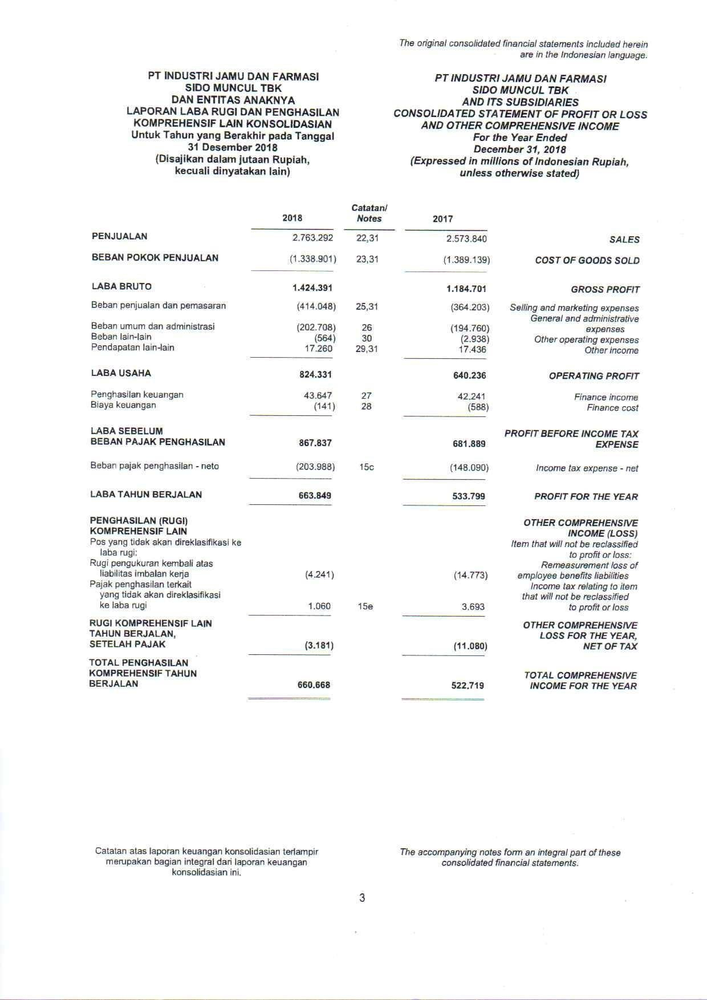 The original consolidated financial statements included herein
are in the Indonesian language.
PT INDUSTRI JAMU DAN FARMASI
SIDO MUNCUL TBK
DAN ENTITAS ANAKNYA
LAPORAN LABA RUGI DAN PENGHASILAN
KOMPREHENSIF LAIN KONSOLIDASIAN
Untuk Tahun yang Berakhir pada Tanggal
31 Desember 2018
(Disajikan dalam jutaan Rupiah,
kecuali dinyatakan lain)
PT INDUSTRI JAMU DAN FARMASI
SIDO MUNCUL TBK
AND ITS SUBSIDIARIES
CONSOLIDATED STATEMENT OF PROFIT OR LOSS
AND OTHER COMPREHENSIVE INCOME
For the Year Ended
December 31, 2018
(Expressed in millions of Indonesian Rupiah,
unless otherwise stated)
Catatan/
2018 Notes 2017
PENJUALAN 2.763.292 22,31 2.573.840 SALES
BEBAN POKOK PENJUALAN (1.338.901) 23,31 (1.389.139) COST OF GOODS SOLD
LABA BRUTO 1.424.391 1.184.701 GROSS PROFIT
Beban penjualan dan pemasaran (414.048) 25,31 (364.203) Selling and marketing expenses
General and administrative
Beban umum dan administrasi (202.708) 26 (194.760) expenses
Beban lain-lain (564) 30 (2.938) Other operating expenses
Pendapatan lain-lain 17.260 29,31 17.436 Other income
LABA USAHA 824.331 640.236 OPERATING PROFIT
Penghasilan keuangan 43.647 27 42.241 Finance income
Biaya keuangan (141) 28 (588) Finance cost
LABA SEBELUM PROFIT BEFORE INCOME TAX
BEBAN PAJAK PENGHASILAN 867.837 681.889 EXPENSE
Beban pajak penghasilan - neto (203.988) 15c (148.090) Income tax expense - net
LABA TAHUN BERJALAN 663.849 533.799 PROFIT FOR THE YEAR
PENGHASILAN (RUGI) OTHER COMPREHENSIVE
KOMPREHENSIF LAIN INCOME (LOSS)
Pos yang tidak akan direklasifikasi ke Item that will not be reclassified
laba rugi: to profit or loss:
Rugi pengukuran kembali atas Remeasurement loss of
liabilitas imbalan kerja (4.241) (14.773) employee benefits liabilities
Pajak penghasilan terkait Income tax relating to item
yang tidak akan direklasifikasi that will not be reclassified
ke laba rugi 1.060 15e 3.693 to profit or loss
RUGI KOMPREHENSIF LAIN OTHER COMPREHENSIVE
TAHUN BERJALAN, LOSS FOR THE YEAR,
SETELAH PAJAK (3.181) (11.080) NET OF TAX
TOTAL PENGHASILAN
KOMPREHENSIF TAHUN TOTAL COMPREHENSIVE
BERJALAN 660.668 522.719 INCOME FOR THE YEAR
Catatan atas laporan keuangan konsolidasian terlampir
merupakan bagian integral dari laporan keuangan
konsolidasian ini.
The accompanying notes form an integral part of these
consolidated financial statements.
3